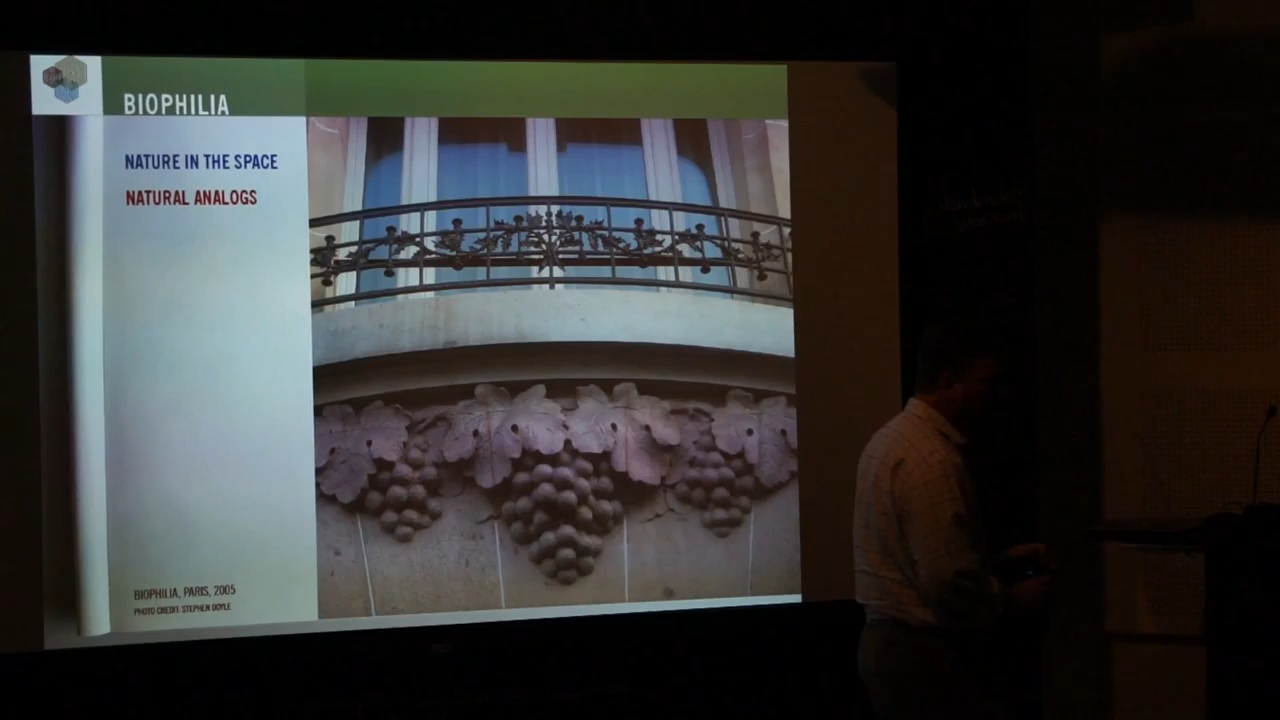 BIOPHILIA
NATURE IN THE SPACE
NATURAL ANALOGS
BIOPHILIA, PARIS, 2005
PHOTO CREDIT: STEPHEN DOYLE